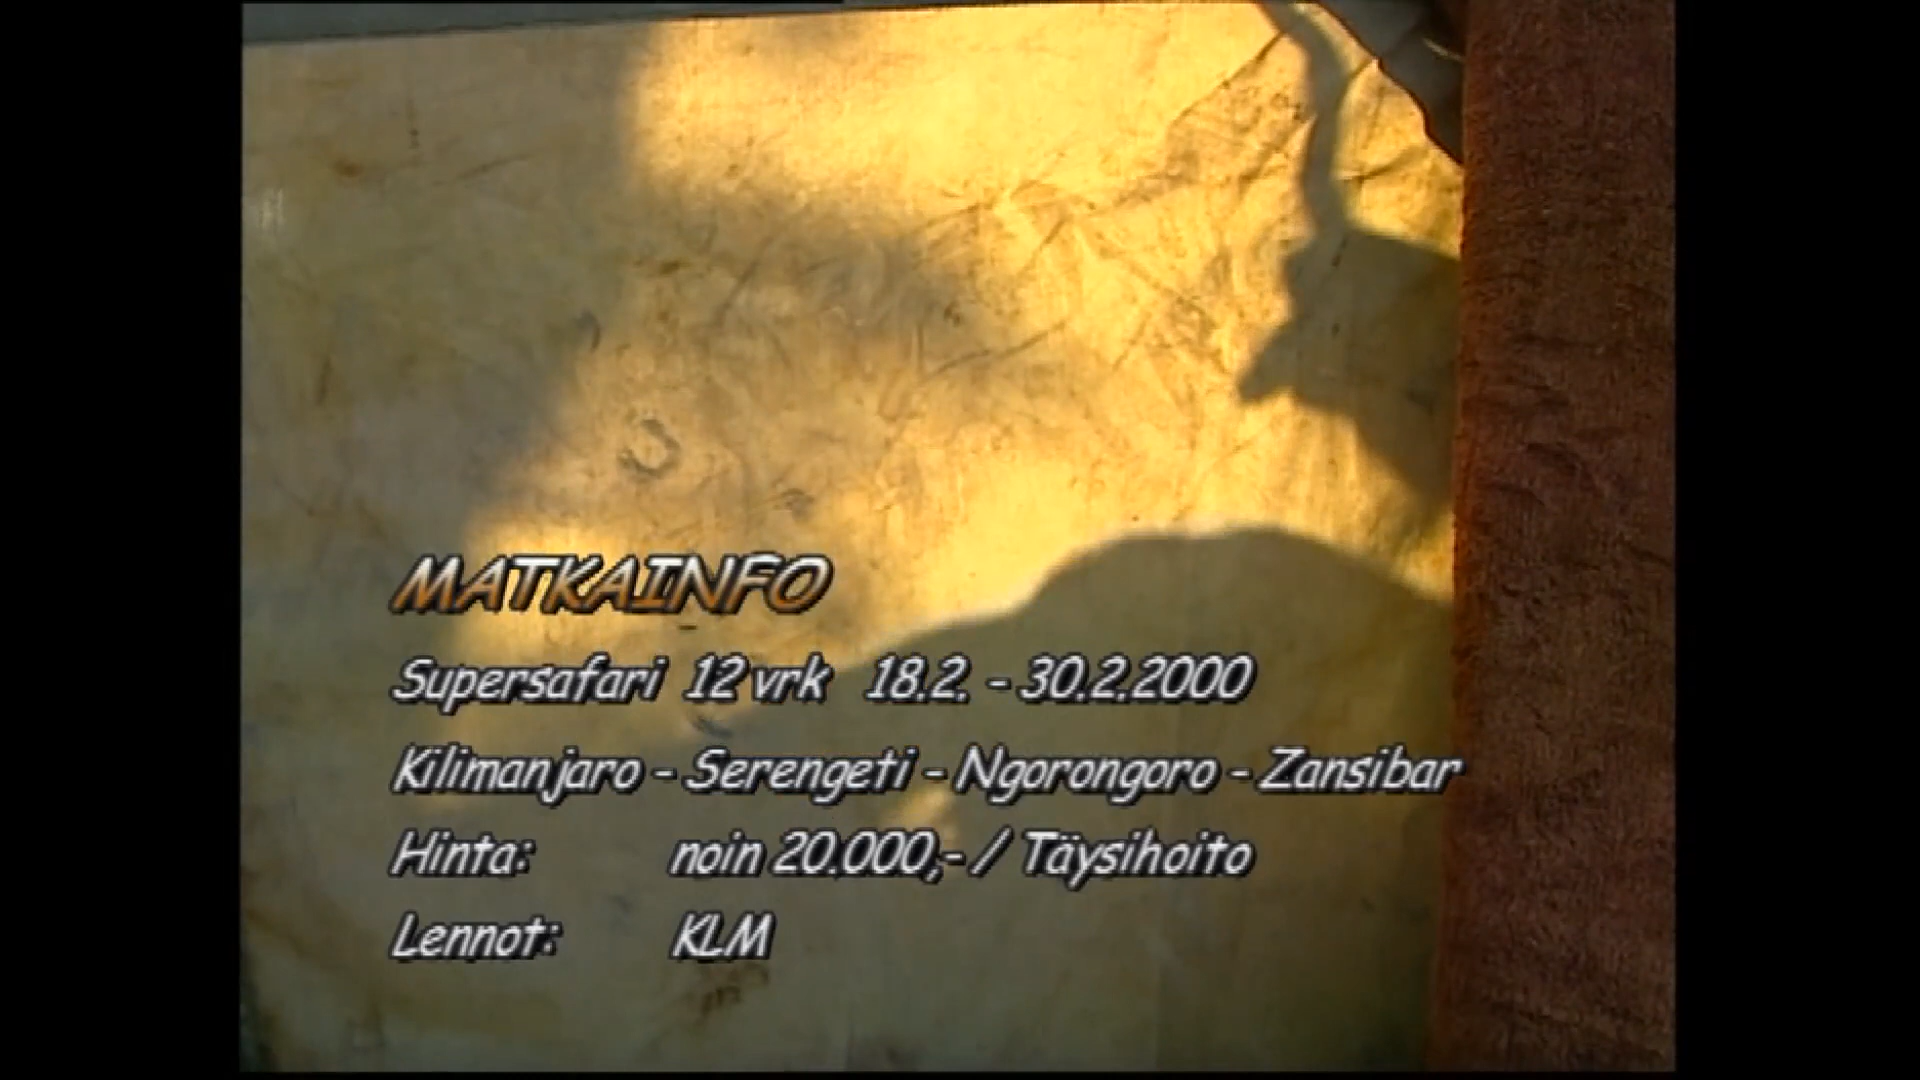 MATKAINFO
Supersafari 12 vrk 18.2. - 30.2.2000
Kilimanjaro - Serengeti - Ngorongoro - Zansibar
Hinta: noin 20.000,- / Täysihoito
Lennot: KLM